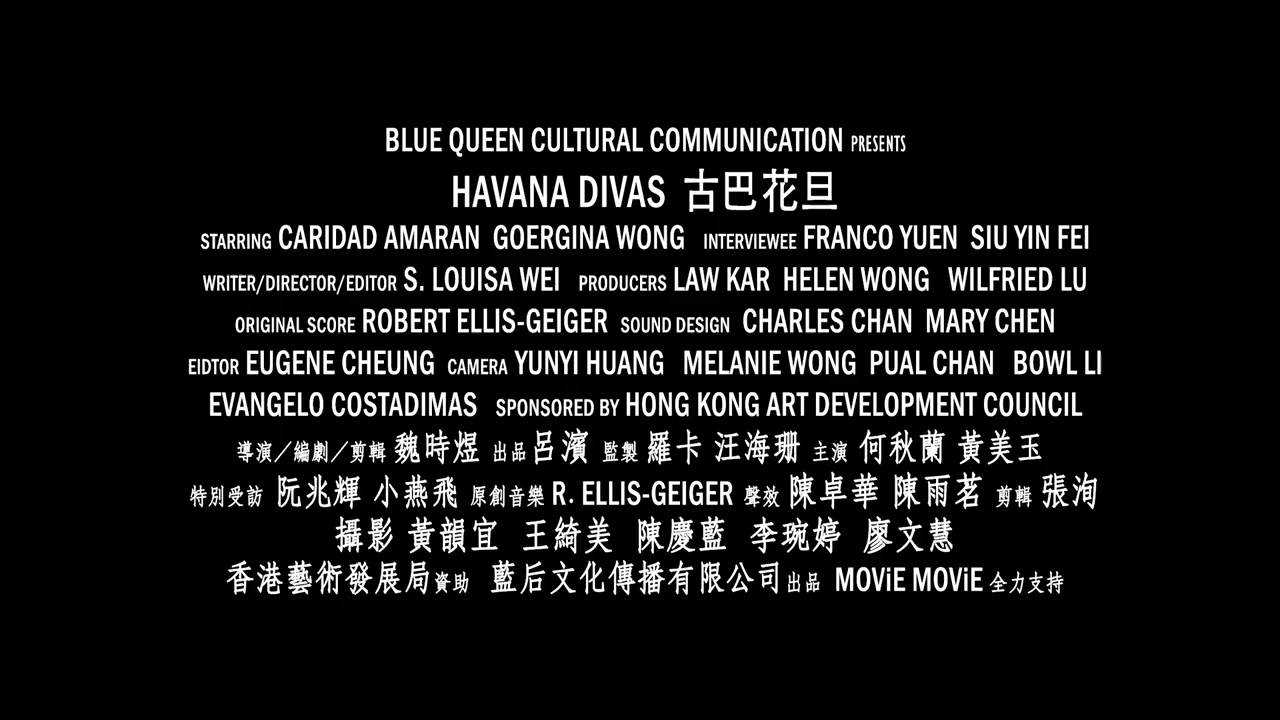 BLUE QUEEN CULTURAL COMMUNICATION PRESENTS
HAVANA DIVAS 古巴花旦
STARRING CARIDAD AMARAN GOERGINA WONG INTERVIEWEE FRANCO YUEN SIU YIN FEI
WRITER/DIRECTOR/EDITOR S. LOUISA WEI PRODUCERS LAW KAR HELEN WONG WILFRIED LU
ORIGINAL SCORE ROBERT ELLIS-GEIGER SOUND DESIGN CHARLES CHAN MARY CHEN
EIDTOR EUGENE CHEUNG CAMERA YUNYI HUANG MELANIE WONG PUAL CHAN BOWL LI
EVANGELO COSTADIMAS SPONSORED BY HONG KONG ART DEVELOPMENT COUNCIL
導演／編劇／剪輯 魏時煜 出品 呂濱 監製 羅卡 汪海珊 主演 何秋蘭 黃美玉
特別受訪 阮兆輝 小燕飛 原創音樂 R. ELLIS-GEIGER 聲效 陳卓華 陳雨茗 剪輯 張洵
攝影 黃韻宜 王綺美 陳慶藍 李琬婷 廖文慧
香港藝術發展局資助 藍后文化傳播有限公司出品 MOViE MOViE 全力支持